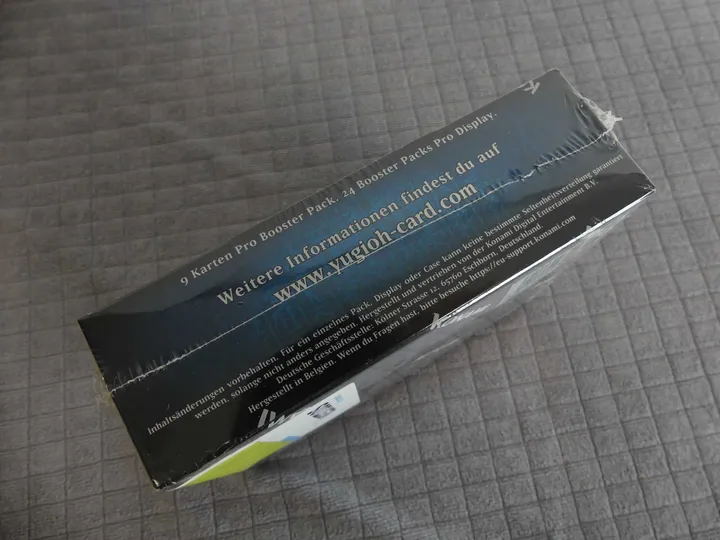 9 Karten Pro Booster Pack. 24 Booster Packs Pro Display.
Weitere Informationen findest du auf
www.yugioh-card.com
Inhaltsänderungen vorbehalten. Für ein einzelnes Pack, Display oder Case kann keine bestimmte Seltenheitsverteilung garantiert
werden, solange nicht anders angegeben. Hergestellt und vertrieben von der Konami Digital Entertainment B.V.
Deutsche Geschäftsstelle: Kölner Strasse 12, 65760 Eschborn, Deutschland.
Hergestellt in Belgien. Wenn du Fragen hast, bitte besuche https://eu-support.konami.com